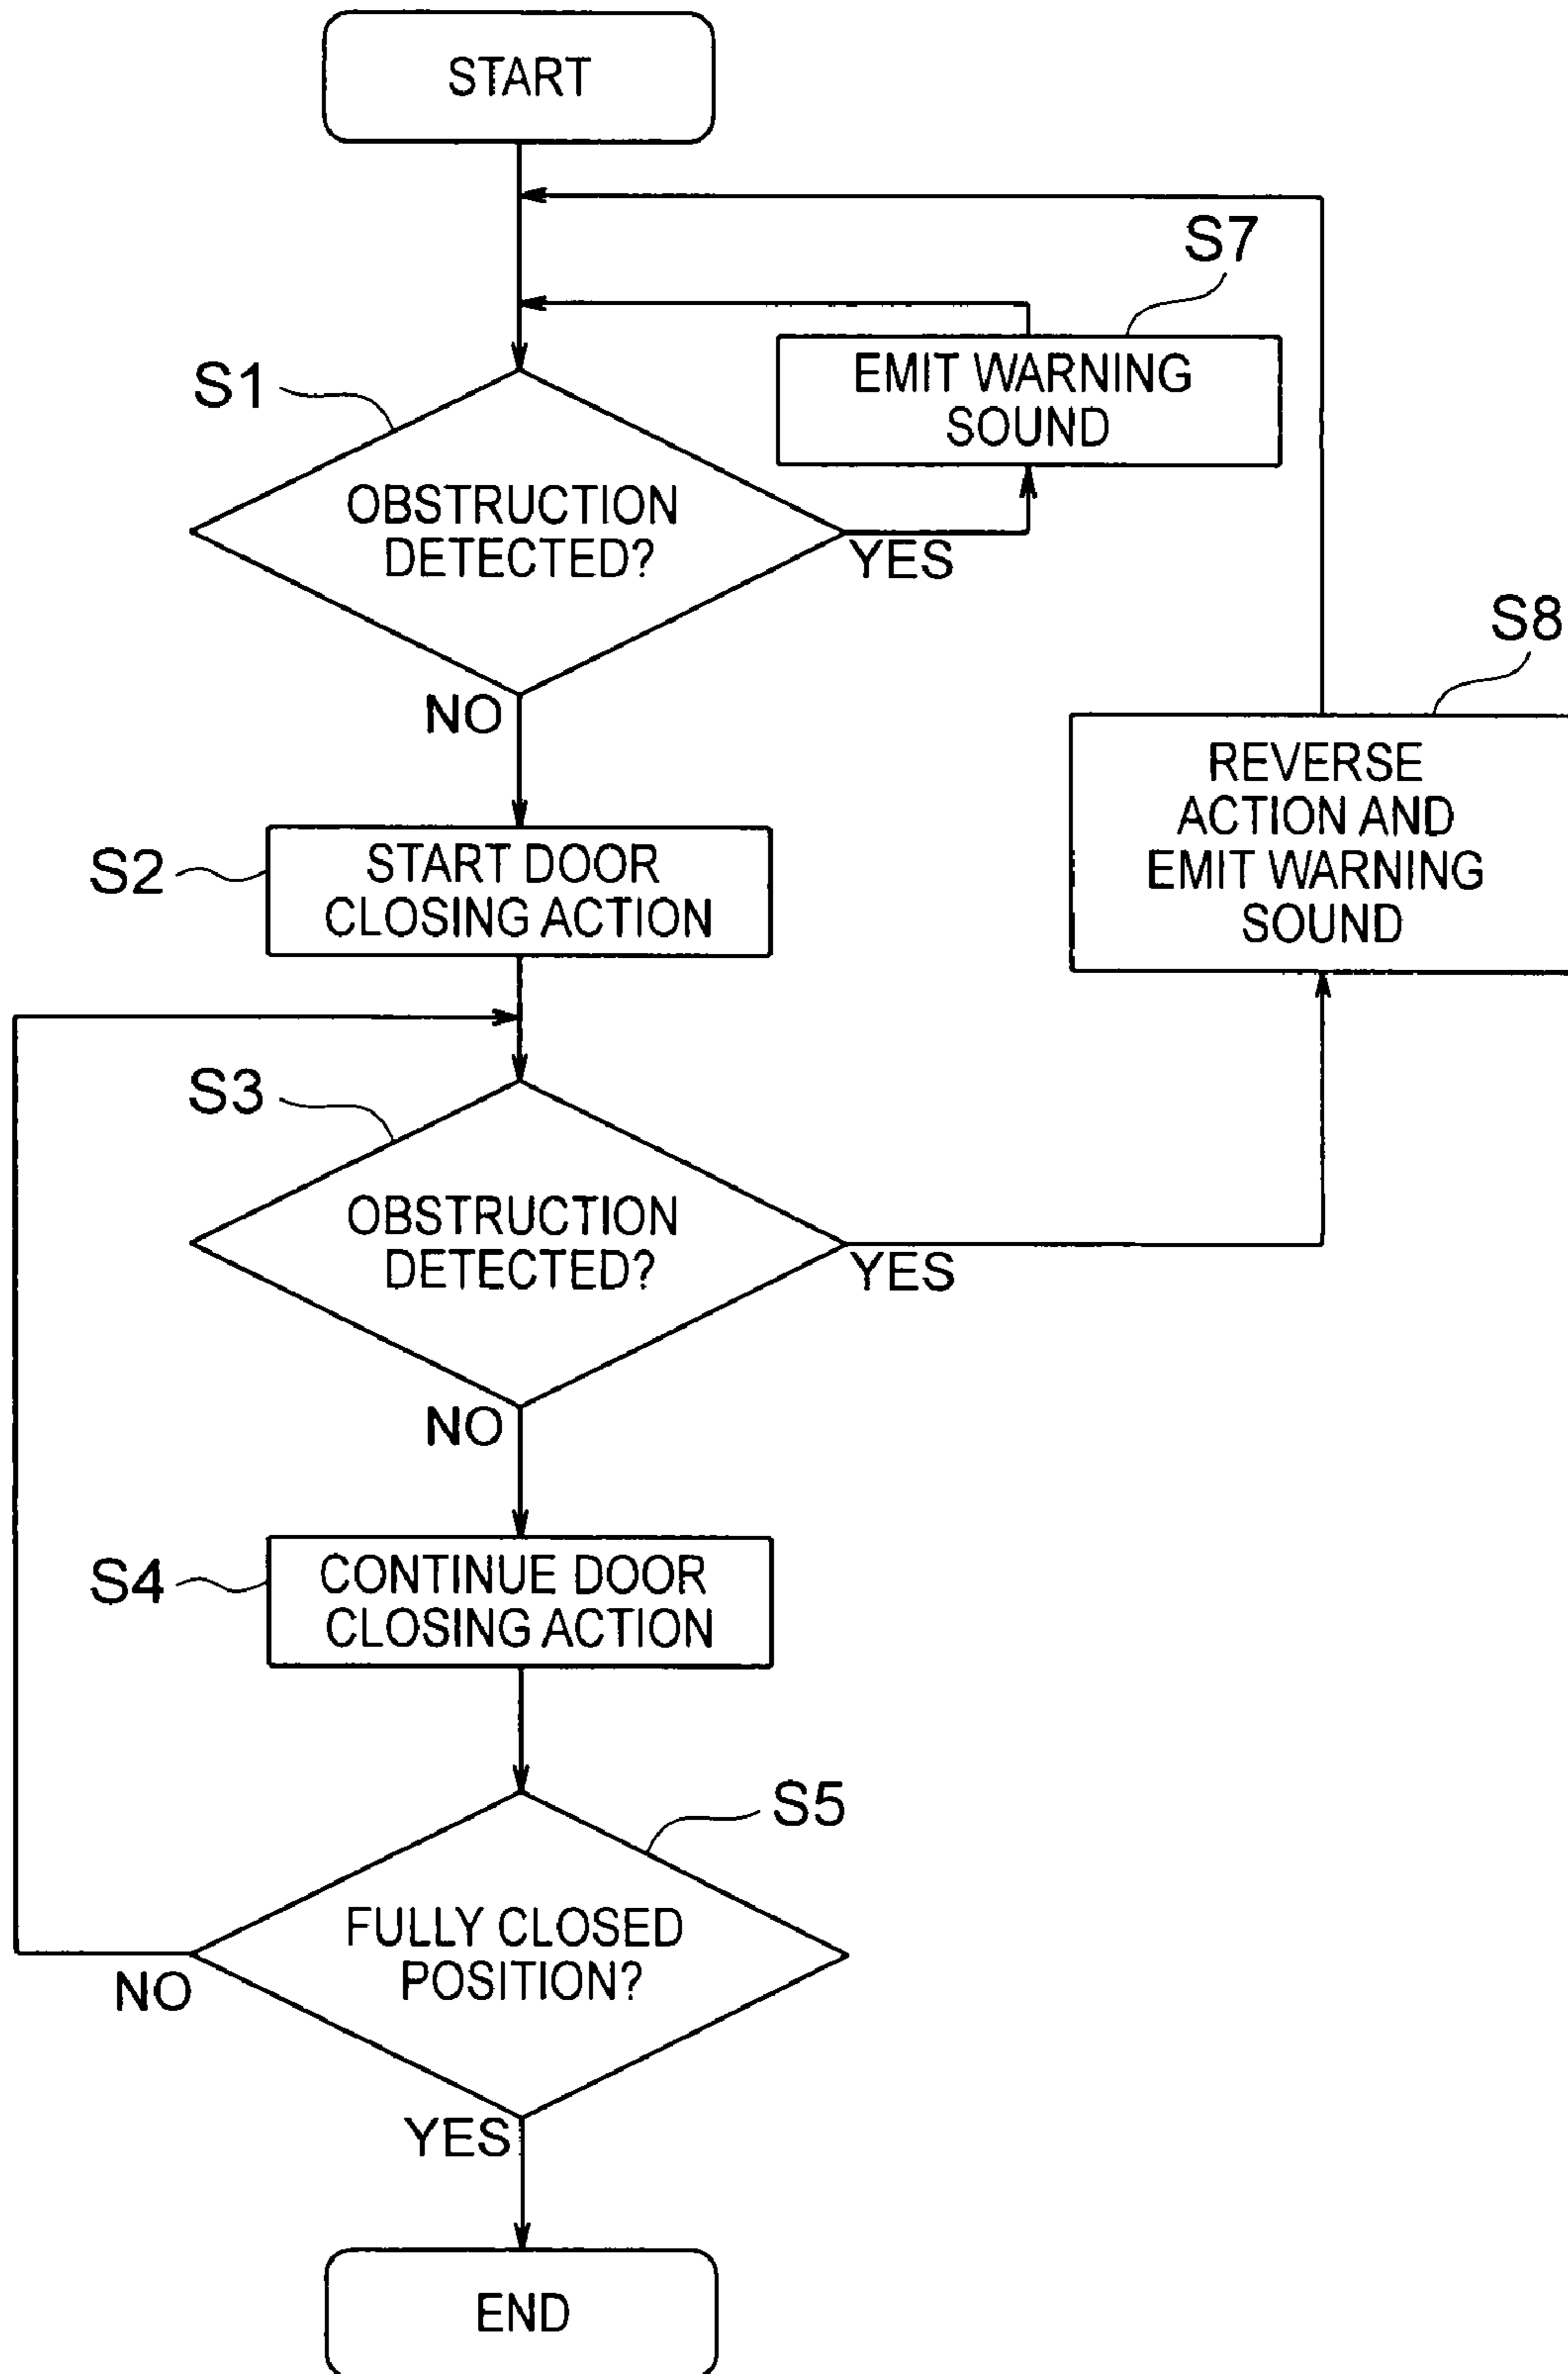 START
S7
EMIT WARNING
SOUND
S1
OBSTRUCTION
DETECTED?
YES
NO
S8
REVERSE
ACTION AND
EMIT WARNING
SOUND
S2
START DOOR
CLOSING ACTION
S3
OBSTRUCTION
DETECTED?
YES
NO
S4
CONTINUE DOOR
CLOSING ACTION
S5
FULLY CLOSED
POSITION?
NO
YES
END